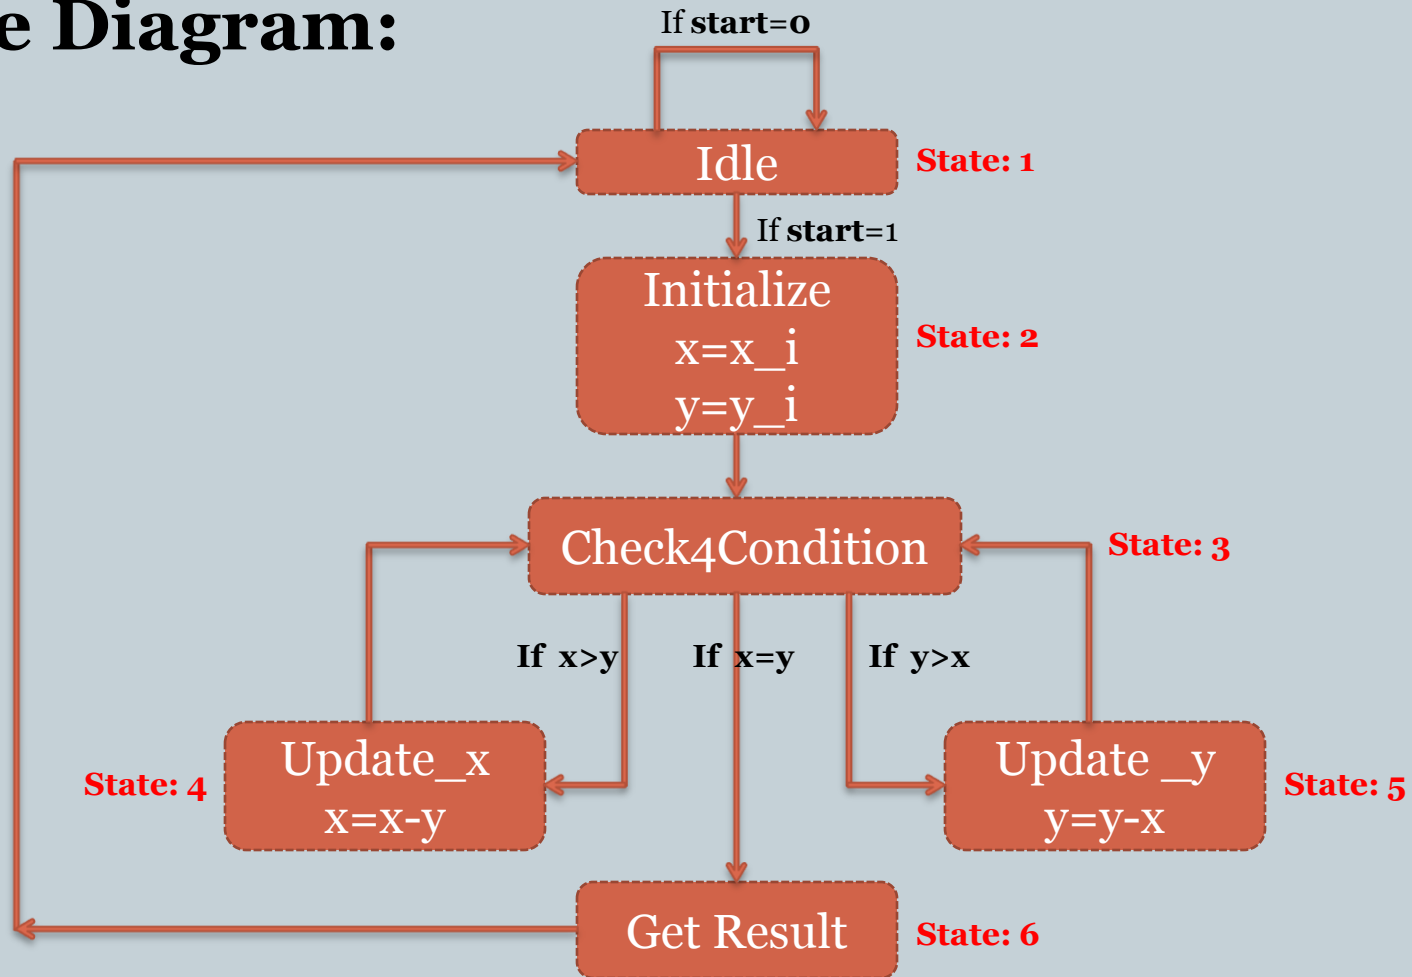 e Diagram:
If start=0
Idle
State: 1
If start=1
Initialize
x=x_i
y=y_i
State: 2
Check4Condition
State: 3
If x>y
If x=y
If y>x
Update_x
x=x-y
State: 4
Update _y
y=y-x
State: 5
Get Result
State: 6